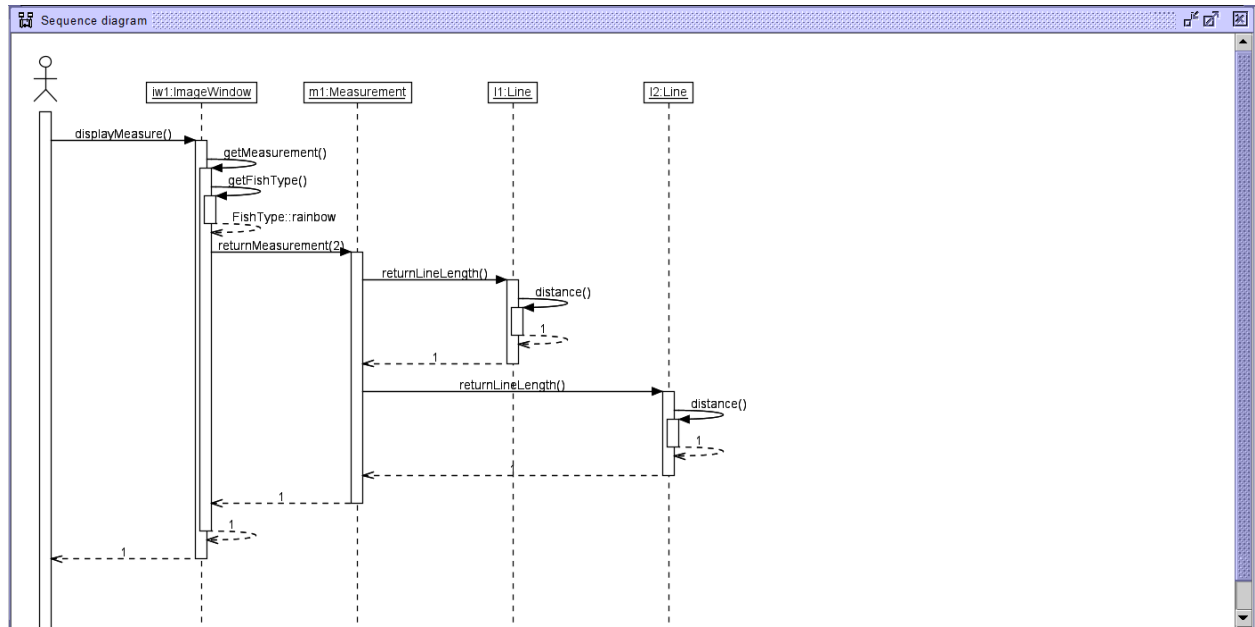 Sequence diagram
iw1:ImageWindow
m1:Measurement
l1:Line
l2:Line
displayMeasure()
getMeasurement()
getFishType()
FishType::rainbow
returnMeasurement(2)
returnLineLength()
distance()
1
1
returnLineLength()
distance()
1
1
1
1
1